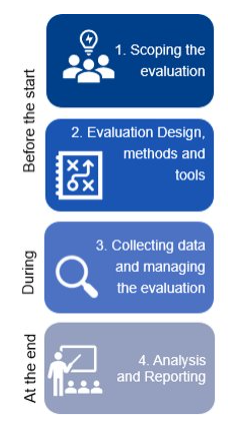 Before the start
1. Scoping the
evaluation
2. Evaluation Design,
methods and
tools
During
3. Collecting data
and managing
the evaluation
At the end
4. Analysis
and Reporting